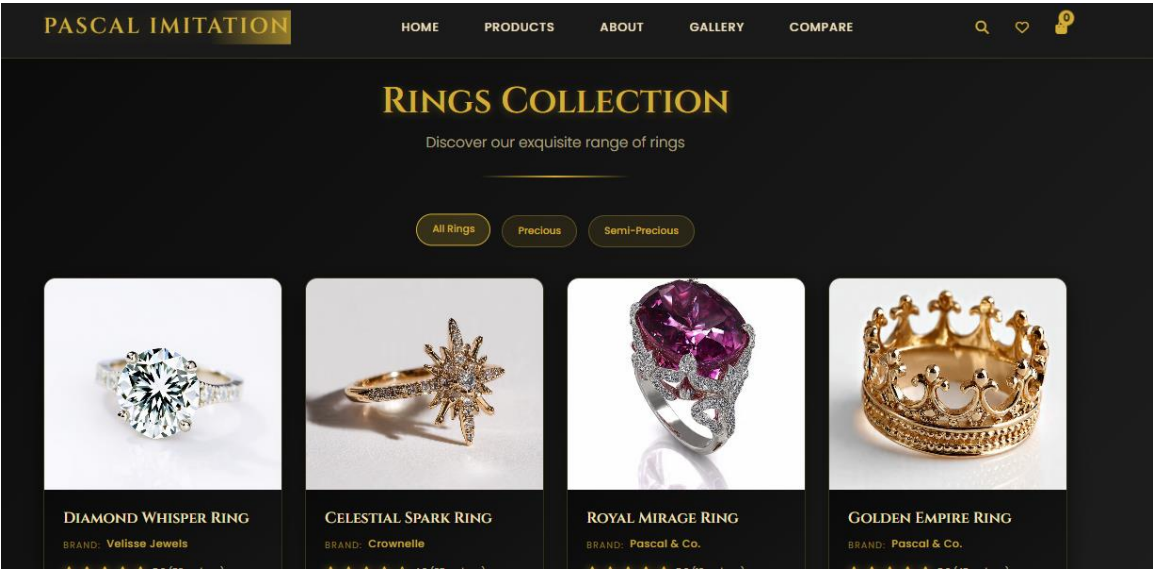 PASCAL IMITATION
HOME PRODUCTS ABOUT GALLERY COMPARE
0
RINGS COLLECTION
Discover our exquisite range of rings
All Rings Precious Semi-Precious
DIAMOND WHISPER RING CELESTIAL SPARK RING ROYAL MIRAGE RING GOLDEN EMPIRE RING
BRAND: Velisse Jewels BRAND: Crownelle BRAND: Pascal & Co. BRAND: Pascal & Co.